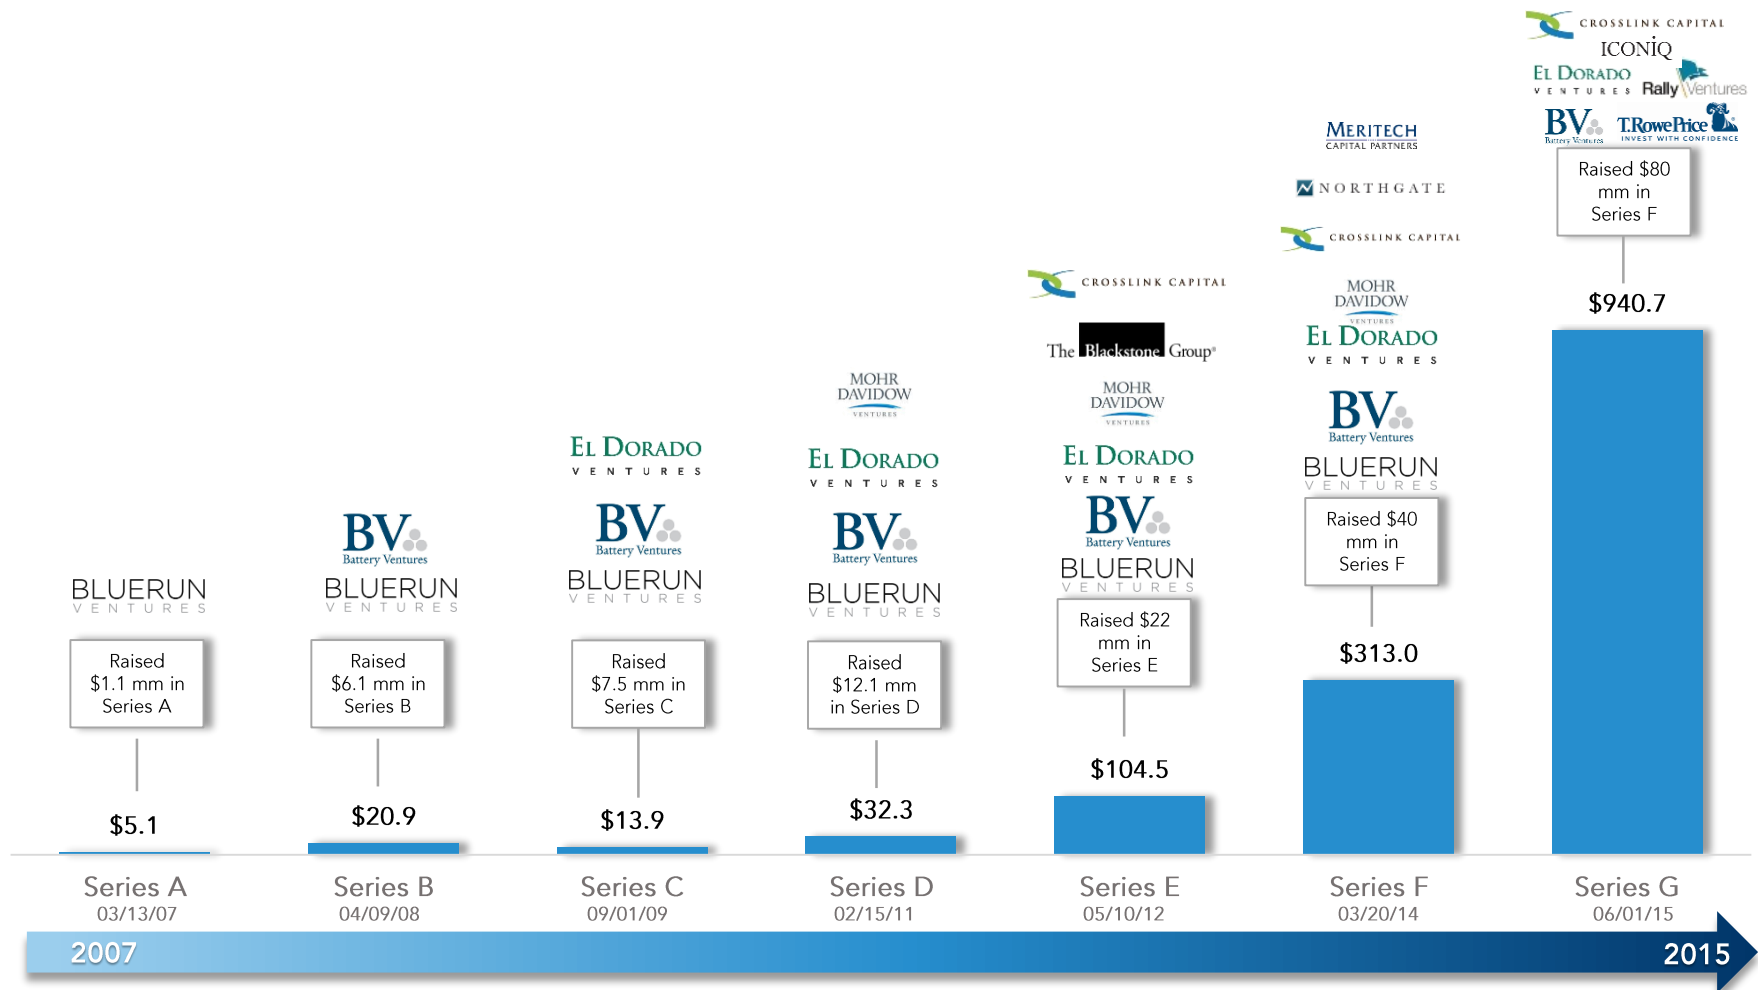 CROSSLINK CAPITAL
ICONIQ
EL DORADO
VENTURES
Rally Ventures
BV
Battery Ventures
T.RowePrice
INVEST WITH CONFIDENCE
Raised $80
mm in
Series F
$940.7
MERITECH
CAPITAL PARTNERS
NORTHGATE
CROSSLINK CAPITAL
MOHR
DAVIDOW
VENTURES
EL DORADO
VENTURES
BV
Battery Ventures
BLUERUN
VENTURES
Raised $40
mm in
Series F
$313.0
CROSSLINK CAPITAL
The Blackstone Group®
MOHR
DAVIDOW
VENTURES
EL DORADO
VENTURES
BV
Battery Ventures
BLUERUN
VENTURES
Raised $22
mm in
Series E
$104.5
MOHR
DAVIDOW
VENTURES
EL DORADO
VENTURES
BV
Battery Ventures
BLUERUN
VENTURES
Raised
$12.1 mm
in Series D
$32.3
EL DORADO
VENTURES
BV
Battery Ventures
BLUERUN
VENTURES
Raised
$7.5 mm in
Series C
$13.9
BV
Battery Ventures
BLUERUN
VENTURES
Raised
$6.1 mm in
Series B
$20.9
BLUERUN
VENTURES
Raised
$1.1 mm in
Series A
$5.1
Series A
03/13/07
Series B
04/09/08
Series C
09/01/09
Series D
02/15/11
Series E
05/10/12
Series F
03/20/14
Series G
06/01/15
2007
2015